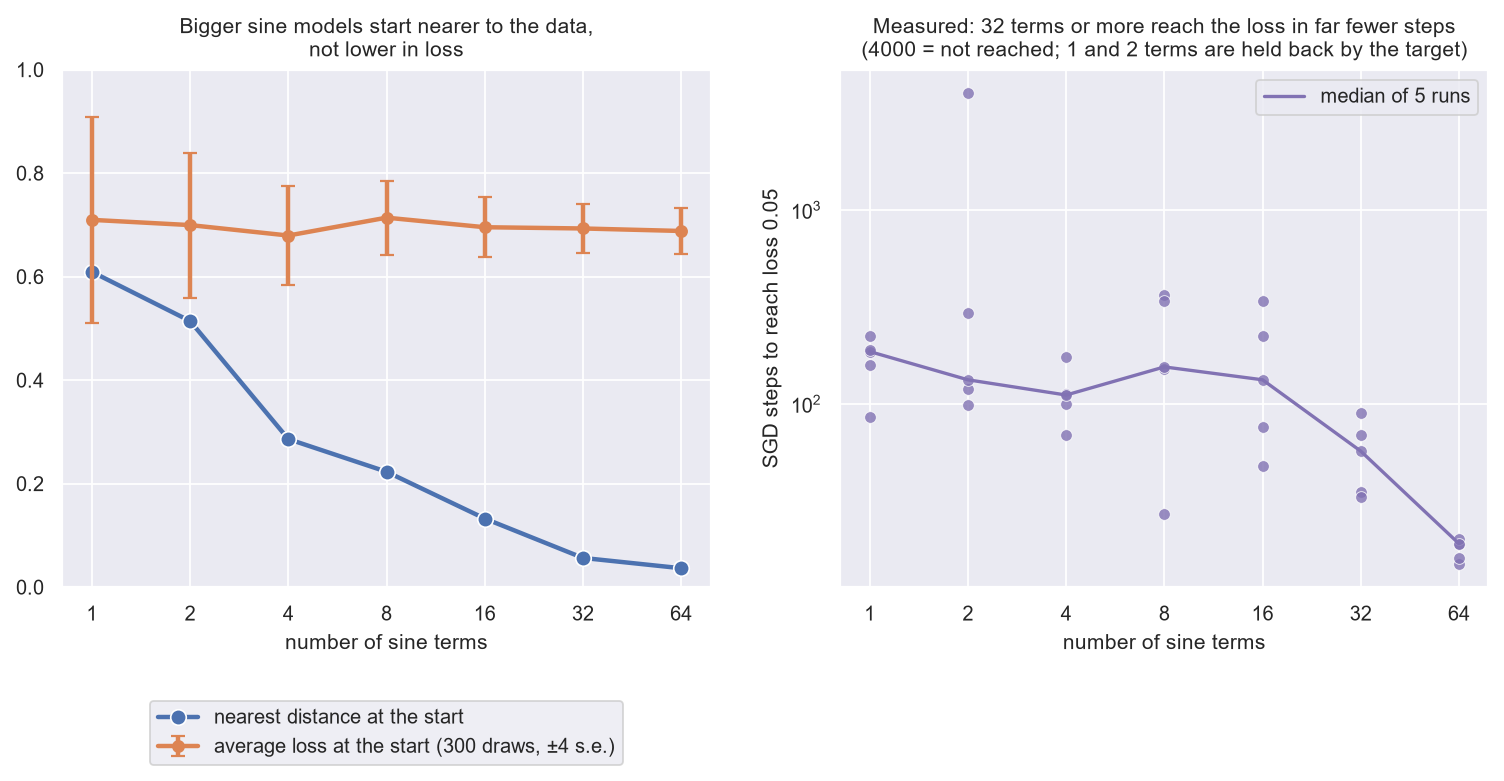 Bigger sine models start nearer to the data,
not lower in loss
1.0
0.8
0.6
0.4
0.2
0.0
1 2 4 8 16 32 64
number of sine terms
nearest distance at the start
average loss at the start (300 draws, ±4 s.e.)
Measured: 32 terms or more reach the loss in far fewer steps
(4000 = not reached; 1 and 2 terms are held back by the target)
median of 5 runs
SGD steps to reach loss 0.05
10³
10²
1 2 4 8 16 32 64
number of sine terms